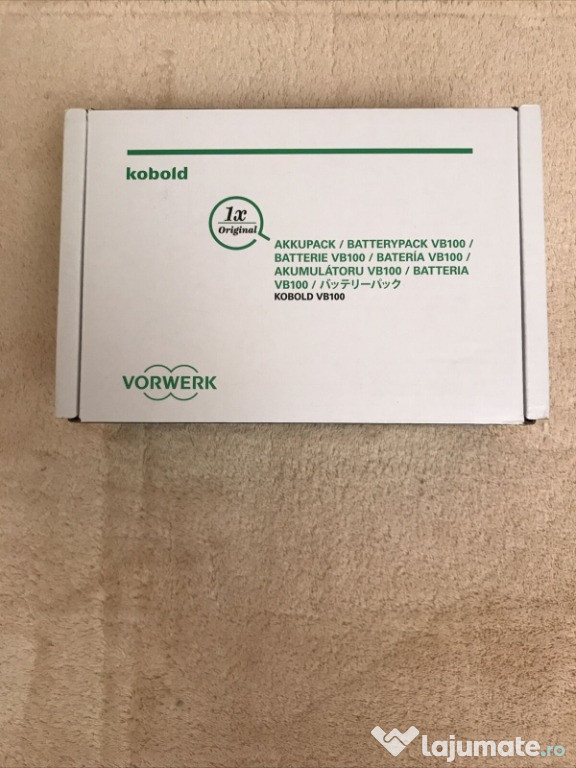 kobold
1x
Original
AKKUPACK / BATTERYPACK VB100 /
BATTERIE VB100 / BATERÍA VB100 /
AKUMULÁTORU VB100 / BATTERIA
VB100 / バッテリーパック
KOBOLD VB100
VORWERK
lajumate.ro